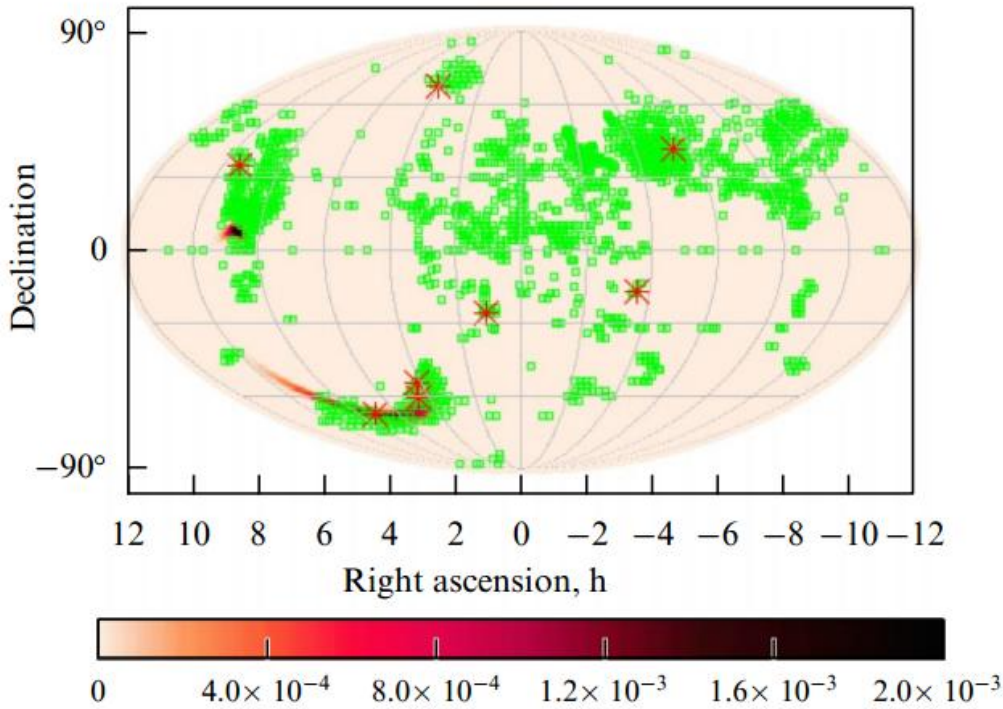 90°
0
−90°
Declination
12 10 8 6 4 2 0 −2 −4 −6 −8 −10 −12
Right ascension, h
0 4.0 × 10⁻⁴ 8.0 × 10⁻⁴ 1.2 × 10⁻³ 1.6 × 10⁻³ 2.0 × 10⁻³